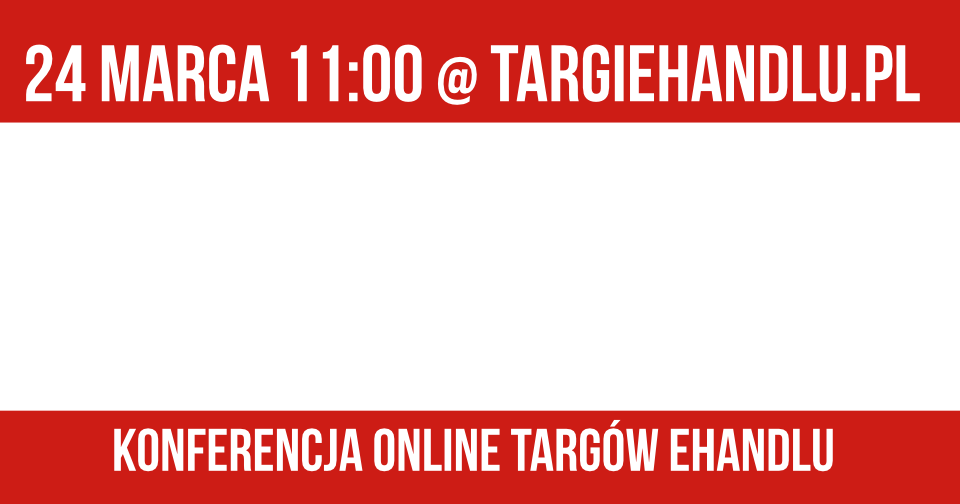 24 MARCA 11:00 @ TARGIEHANDLU.PL
KONFERENCJA ONLINE TARGÓW EHANDLU